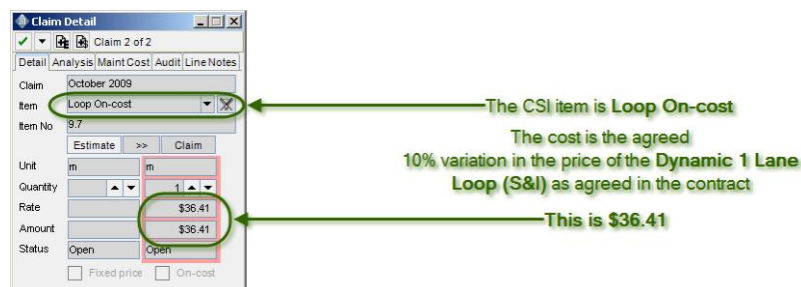 Claim Detail
Claim 2 of 2
Detail Analysis Maint Cost Audit Line Notes
Claim October 2009
Item Loop On-cost
Item No 9.7
Estimate >> Claim
Unit m m
Quantity 1
Rate $36.41
Amount $36.41
Status Open Open
Fixed price On-cost
The CSI item is Loop On-cost
The cost is the agreed
10% variation in the price of the Dynamic 1 Lane
Loop (S&I) as agreed in the contract
This is $36.41